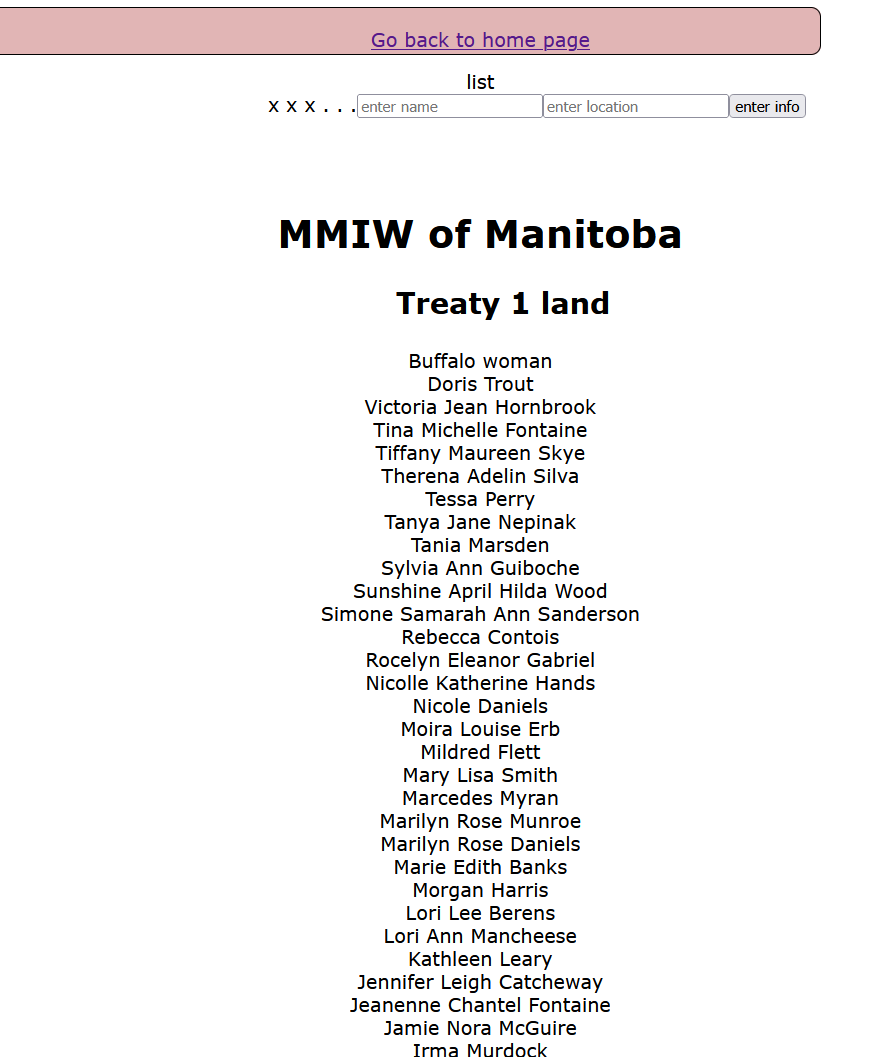 Go back to home page
list
x x x . . . enter name enter location enter info
MMIW of Manitoba
Treaty 1 land
Buffalo woman
Doris Trout
Victoria Jean Hornbrook
Tina Michelle Fontaine
Tiffany Maureen Skye
Therena Adelin Silva
Tessa Perry
Tanya Jane Nepinak
Tania Marsden
Sylvia Ann Guiboche
Sunshine April Hilda Wood
Simone Samarah Ann Sanderson
Rebecca Contois
Rocelyn Eleanor Gabriel
Nicolle Katherine Hands
Nicole Daniels
Moira Louise Erb
Mildred Flett
Mary Lisa Smith
Marcedes Myran
Marilyn Rose Munroe
Marilyn Rose Daniels
Marie Edith Banks
Morgan Harris
Lori Lee Berens
Lori Ann Mancheese
Kathleen Leary
Jennifer Leigh Catcheway
Jeanenne Chantel Fontaine
Jamie Nora McGuire
Irma Murdock